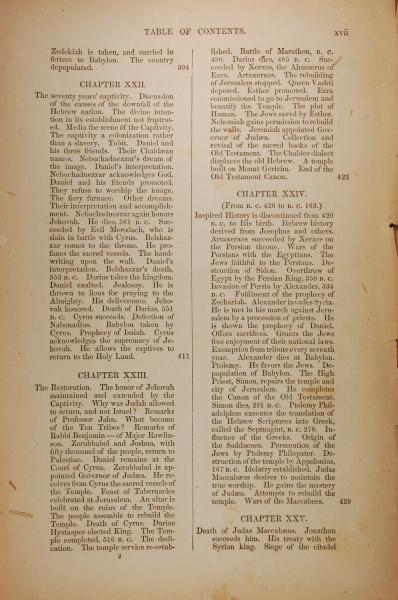 TABLE OF CONTENTS.
xvii
Zedekiah is taken, and carried in
fetters to Babylon. The country
depopulated. 394
CHAPTER XXII.
The seventy years' captivity. Discussion
of the causes of the downfall of the
Hebrew nation. The divine inten-
tion in its establishment not frustrat-
ed. Media the scene of the Captivity.
The captivity a colonization rather
than a slavery. Tobit. Daniel and
his three friends. Their Chaldean
names. Nebuchadnezzar's dream of
the image. Daniel's interpretation.
Nebuchadnezzar acknowledges God.
Daniel and his friends promoted.
They refuse to worship the image.
The fiery furnace. Other dreams.
Their interpretation and accomplish-
ment. Nebuchadnezzar again honors
Jehovah. He dies, 561 B. C. Suc-
ceeded by Evil Merodach, who is
slain in battle with Cyrus. Belshaz-
zar comes to the throne. He pro-
fanes the sacred vessels. The hand-
writing upon the wall. Daniel's
interpretation. Belshazzar's death,
553 B. C. Darius takes the kingdom.
Daniel exalted. Jealousy. He is
thrown to lions for praying to the
Almighty. His deliverance. Jeho-
vah honored. Death of Darius, 551
B. C. Cyrus succeeds. Defection of
Nabonadius. Babylon taken by
Cyrus. Prophecy of Isaiah. Cyrus
acknowledges the supremacy of Je-
hovah. He allows the captives to
return to the Holy Land. 411
CHAPTER XXIII.
The Restoration. The honor of Jehovah
maintained and extended by the
Captivity. Why was Judah allowed
to return, and not Israel? Remarks
of Professor Jahn. What became
of the Ten Tribes? Remarks of
Rabbi Benjamin — of Major Rawlin-
son. Zerubbabel and Joshua, with
fifty thousand of the people, return to
Palestine. Daniel remains at the
Court of Cyrus. Zerubbabel is ap-
pointed Governor of Judæa. He re-
ceives from Cyrus the sacred vessels of
the Temple. Feast of Tabernacles
celebrated at Jerusalem. An altar is
built on the ruins of the Temple.
The people assemble to rebuild the
Temple. Death of Cyrus. Darius
Hystaspes elected King. The Tem-
ple completed, 516 B. C. The dedi-
cation. The temple service re-estab-
2
lished. Battle of Marathon, B. C.
490. Darius dies, 485 B. C. Suc-
ceeded by Xerxes, the Ahasuerus of
Ezra. Artaxerxes. The rebuilding
of Jerusalem stopped. Queen Vashti
deposed. Esther promoted. Ezra
commissioned to go to Jerusalem and
beautify the Temple. The plot of
Haman. The Jews saved by Esther.
Nehemiah gains permission to rebuild
the walls. Jeremiah appointed Gov-
ernor of Judæa. Collection and
revisal of the sacred books of the
Old Testament. The Chaldee dialect
displaces the old Hebrew. A temple
built on Mount Gerizim. End of the
Old Testament Canon. 423
CHAPTER XXIV.
(From B. C. 420 to B. C. 163.)
Inspired History is discontinued from 420
B. C. to His birth. Hebrew history
derived from Josephus and others.
Artaxerxes succeeded by Xerxes on
the Persian throne. Wars of the
Persians with the Egyptians. The
Jews faithful to the Persians. De-
struction of Sidon. Overthrow of
Egypt by the Persian King, 350 B. C.
Invasion of Persia by Alexander, 334
B. C. Fulfilment of the prophecy of
Zechariah. Alexander invades Syria.
He is met in his march against Jeru-
salem by a procession of priests. He
is shown the prophecy of Daniel.
Offers sacrifices. Grants the Jews
free enjoyment of their national laws.
Exemption from tribute every seventh
year. Alexander dies at Babylon.
Ptolemy. He favors the Jews. De-
population of Babylon. The High
Priest, Simon, repairs the temple and
city of Jerusalem. He completes
the Canon of the Old Testament.
Simon dies, 291 B. C. Ptolemy Phil-
adelphus executes the translation of
the Hebrew Scriptures into Greek,
called the Septuagint, B. C. 278. In-
fluence of the Greeks. Origin of
the Sadducees. Persecution of the
Jews by Ptolemy Philopater. De-
struction of the temple by Appolonius,
167 B. C. Idolatry established. Judas
Maccabæus desires to maintain the
true worship. He gains the mastery
of Judæa. Attempts to rebuild the
temple. Wars of the Maccabees. 439
CHAPTER XXV.
Death of Judas Maccabæus. Jonathan
succeeds him. His treaty with the
Syrian king. Siege of the citadel